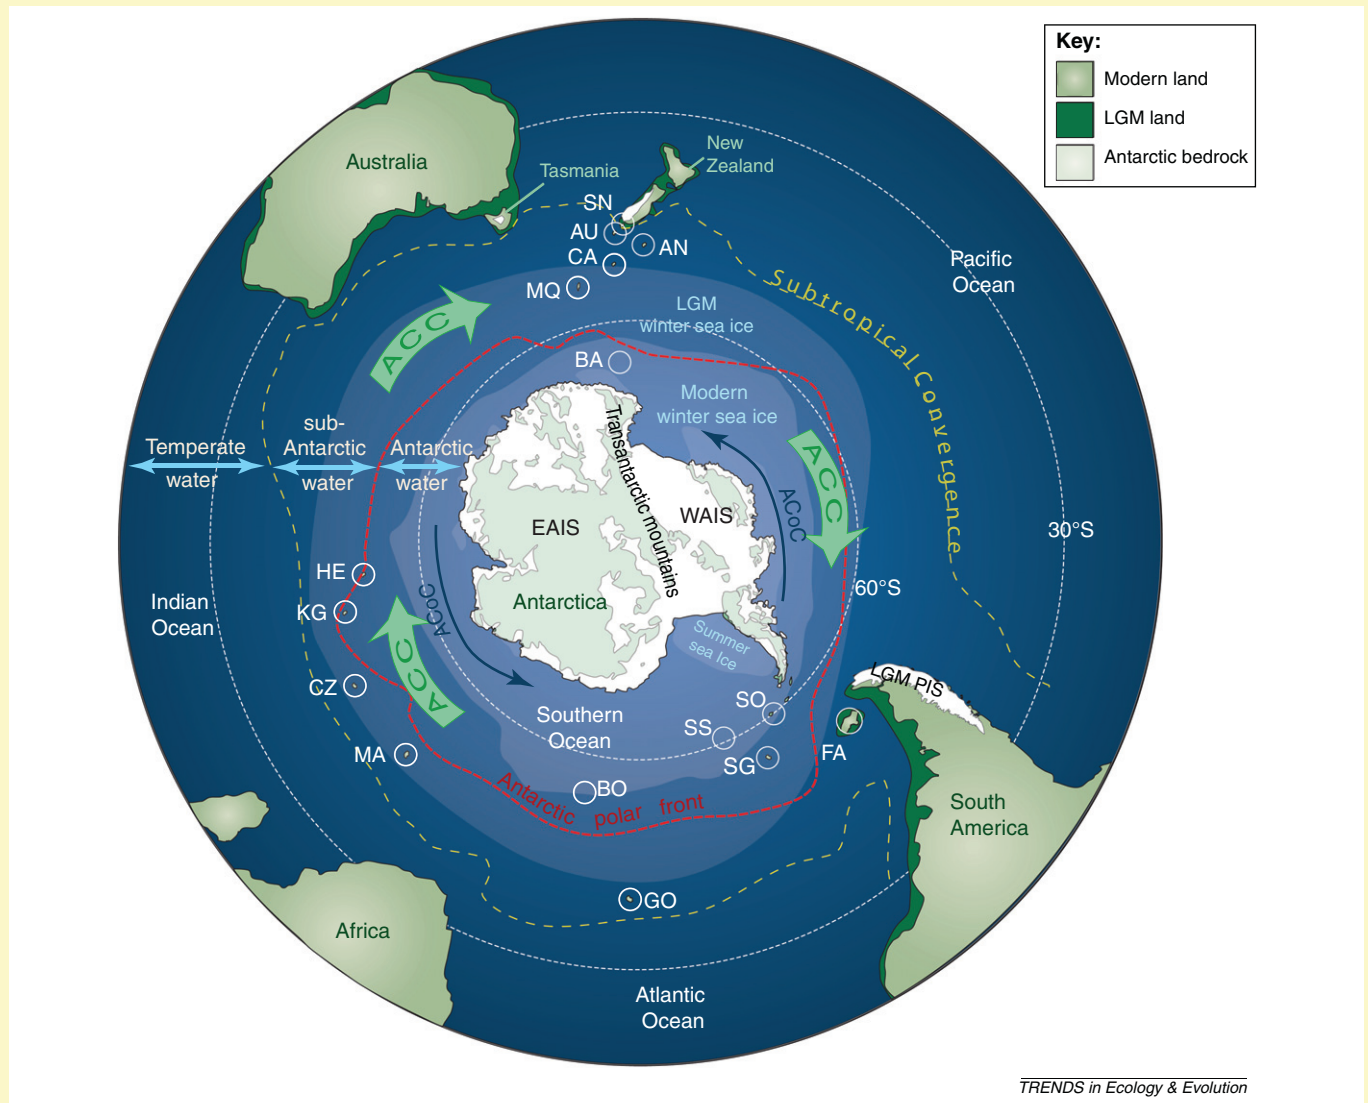 Key:
Modern land
LGM land
Antarctic bedrock
Australia
Tasmania
New
Zealand
SN
AU
AN
CA
MQ
Pacific
Ocean
Subtropical Convergence
LGM
winter sea ice
ACC
BA
Modern
winter sea ice
Temperate
water
sub-
Antarctic
water
Antarctic
water
Transantarctic mountains
ACC
ACoC
WAIS
EAIS
30°S
60°S
HE
KG
Indian
Ocean
Antarctica
ACoC
ACC
Summer
sea Ice
CZ
LGM PIS
SO
Southern
Ocean
SS
MA
SG
FA
BO
Antarctic polar front
South
America
GO
Africa
Atlantic
Ocean
TRENDS in Ecology & Evolution